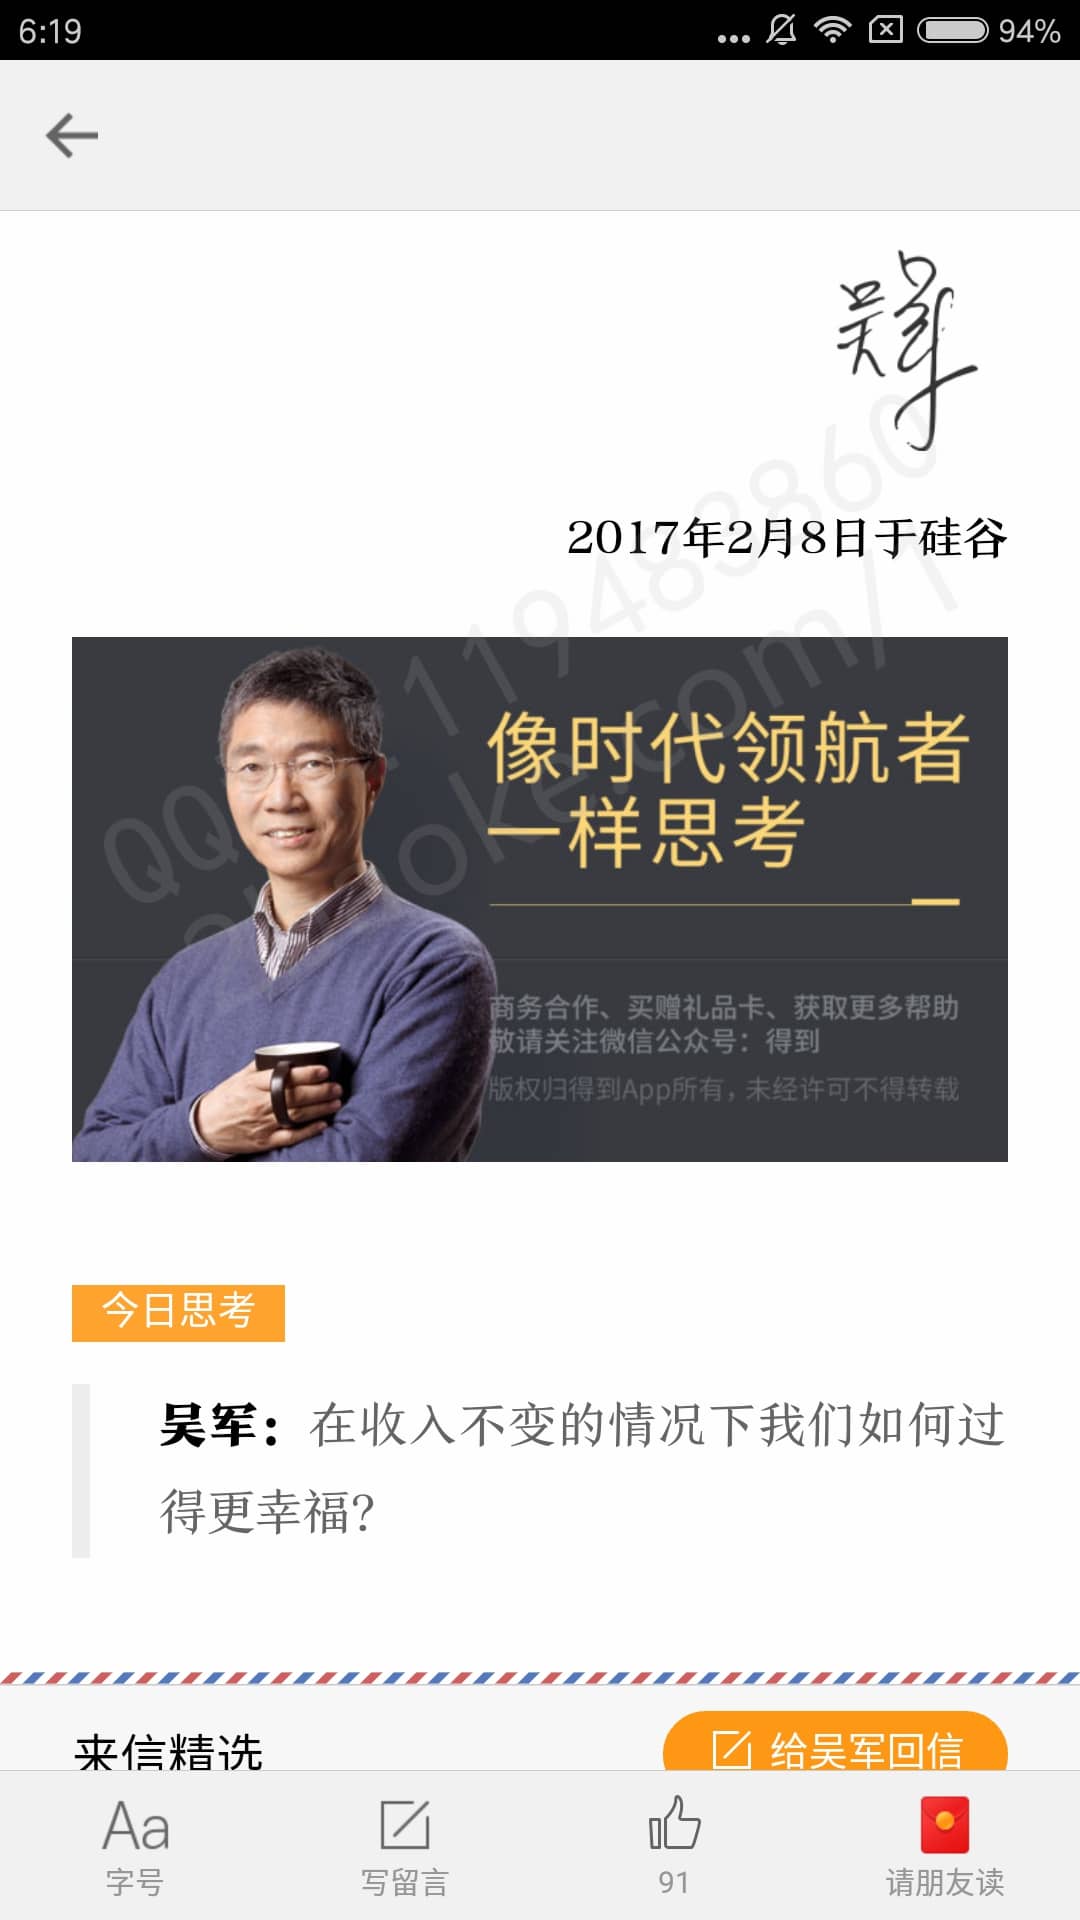 6:19
94%
吴军
2017年2月8日于硅谷
像时代领航者
一样思考
商务合作、买赠礼品卡、获取更多帮助
敬请关注微信公众号：得到
版权归得到App所有，未经许可不得转载
今日思考
吴军：在收入不变的情况下我们如何过
得更幸福？
来信精选
给吴军回信
Aa
字号
写留言
91
请朋友读